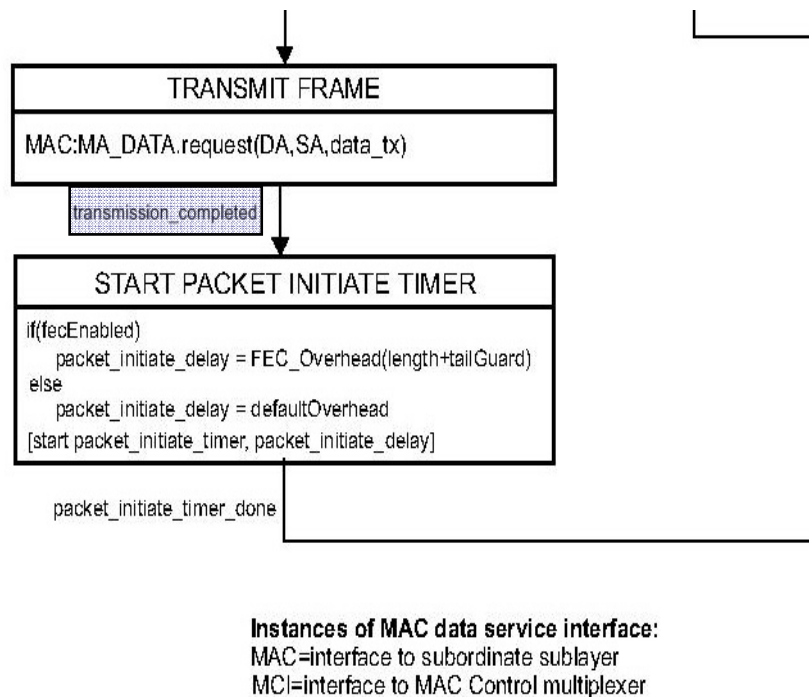 TRANSMIT FRAME
MAC:MA_DATA.request(DA,SA,data_tx)
transmission_completed
START PACKET INITIATE TIMER
if(fecEnabled)
packet_initiate_delay = FEC_Overhead(length+tailGuard)
else
packet_initiate_delay = defaultOverhead
[start packet_initiate_timer, packet_initiate_delay]
packet_initiate_timer_done
Instances of MAC data service interface:
MAC=interface to subordinate sublayer
MCI=interface to MAC Control multiplexer